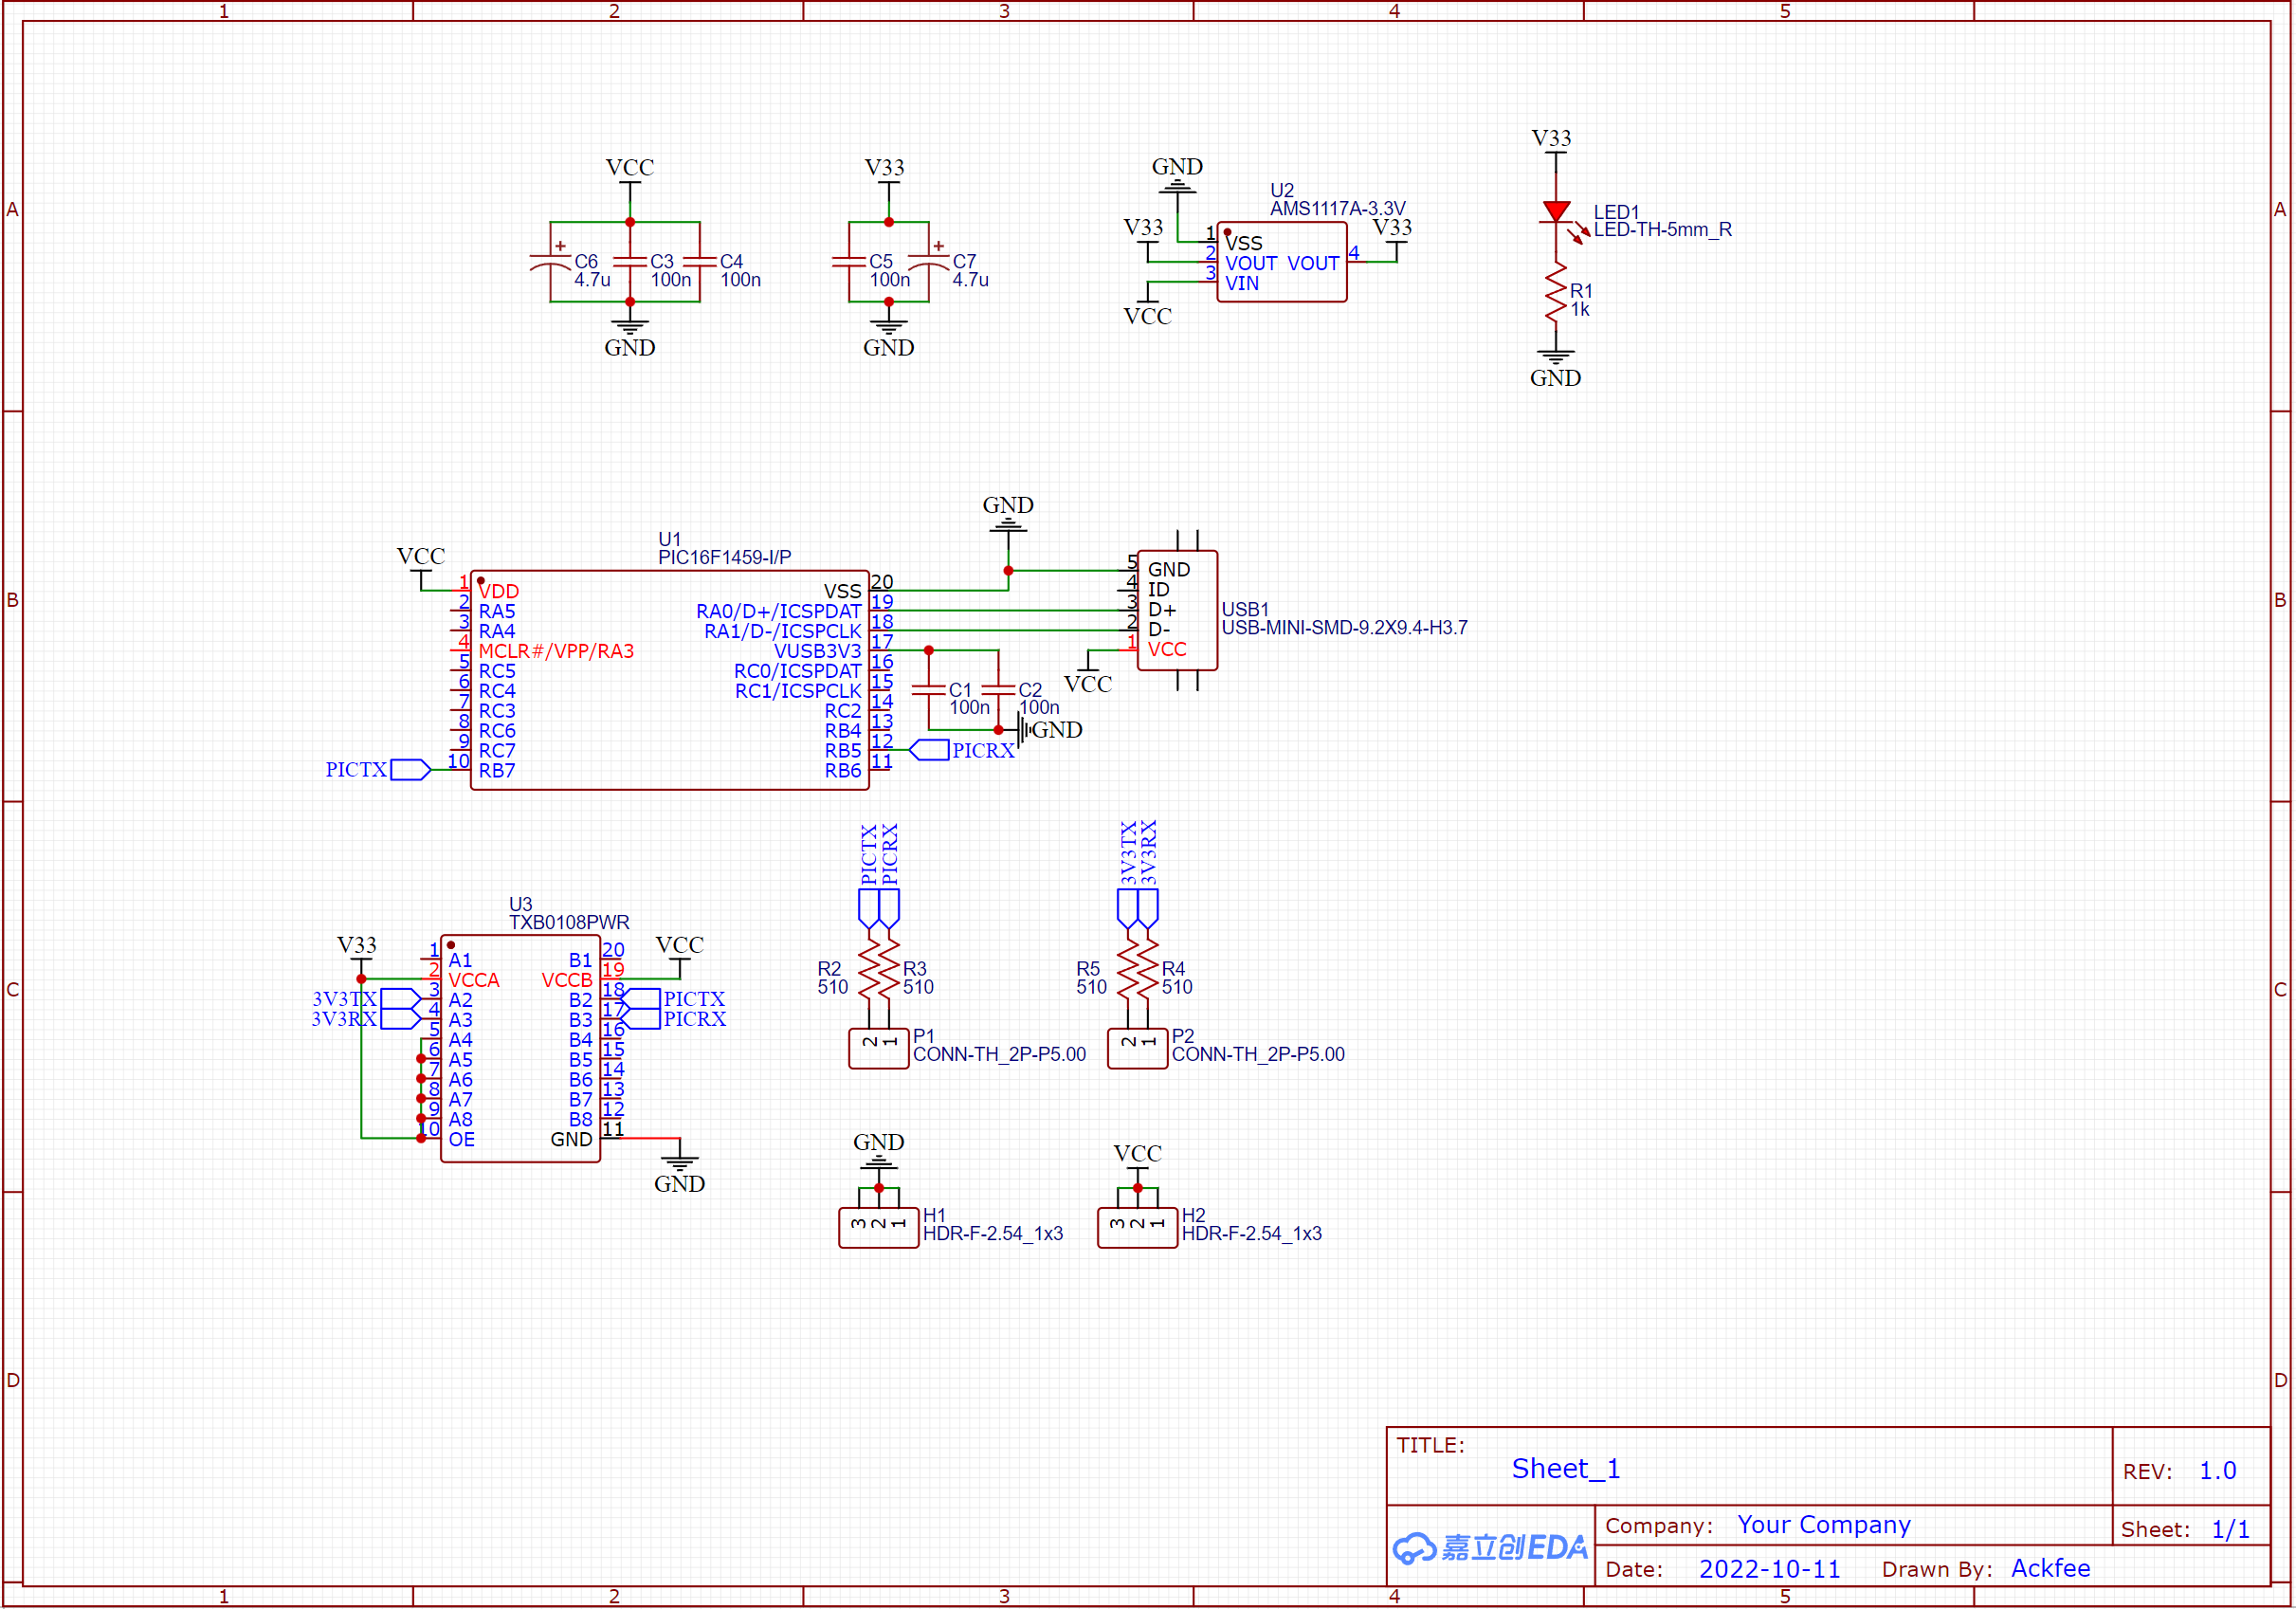 1 2 3 4 5
A A
B B
C C
D D
VCC
C6
4.7u
C3
100n
C4
100n
GND
V33
C5
100n
C7
4.7u
GND
GND
U2
AMS1117A-3.3V
V33
V33
1 VSS
2 VOUT VOUT 4
3 VIN
VCC
V33
LED1
LED-TH-5mm_R
R1
1k
GND
VCC
U1
PIC16F1459-I/P
1 VDD VSS 20
2 RA5 RA0/D+/ICSPDAT 19
3 RA4 RA1/D-/ICSPCLK 18
4 MCLR#/VPP/RA3 VUSB3V3 17
5 RC5 RC0/ICSPDAT 16
6 RC4 RC1/ICSPCLK 15
7 RC3 RC2 14
8 RC6 RB4 13
9 RC7 RB5 12
10 RB7 RB6 11
PICTX
PICRX
GND
5 GND
4 ID
3 D+
2 D-
1 VCC
USB1
USB-MINI-SMD-9.2X9.4-H3.7
VCC
C1
100n
C2
100n
GND
U3
TXB0108PWR
V33
VCC
1 A1 B1 20
2 VCCA VCCB 19
3V3TX 3 A2 B2 18 PICTX
3V3RX 4 A3 B3 17 PICRX
5 A4 B4 16
6 A5 B5 15
7 A6 B6 14
8 A7 B7 13
9 A8 B8 12
10 OE GND 11
GND
PICTX
PICRX
R2
510
R3
510
2 1
P1
CONN-TH_2P-P5.00
3V3TX
3V3RX
R5
510
R4
510
2 1
P2
CONN-TH_2P-P5.00
GND
3 2 1
H1
HDR-F-2.54_1x3
VCC
3 2 1
H2
HDR-F-2.54_1x3
TITLE:
Sheet_1
REV: 1.0
嘉立创EDA
Company: Your Company
Sheet: 1/1
Date: 2022-10-11 Drawn By: Ackfee
1 2 3 4 5